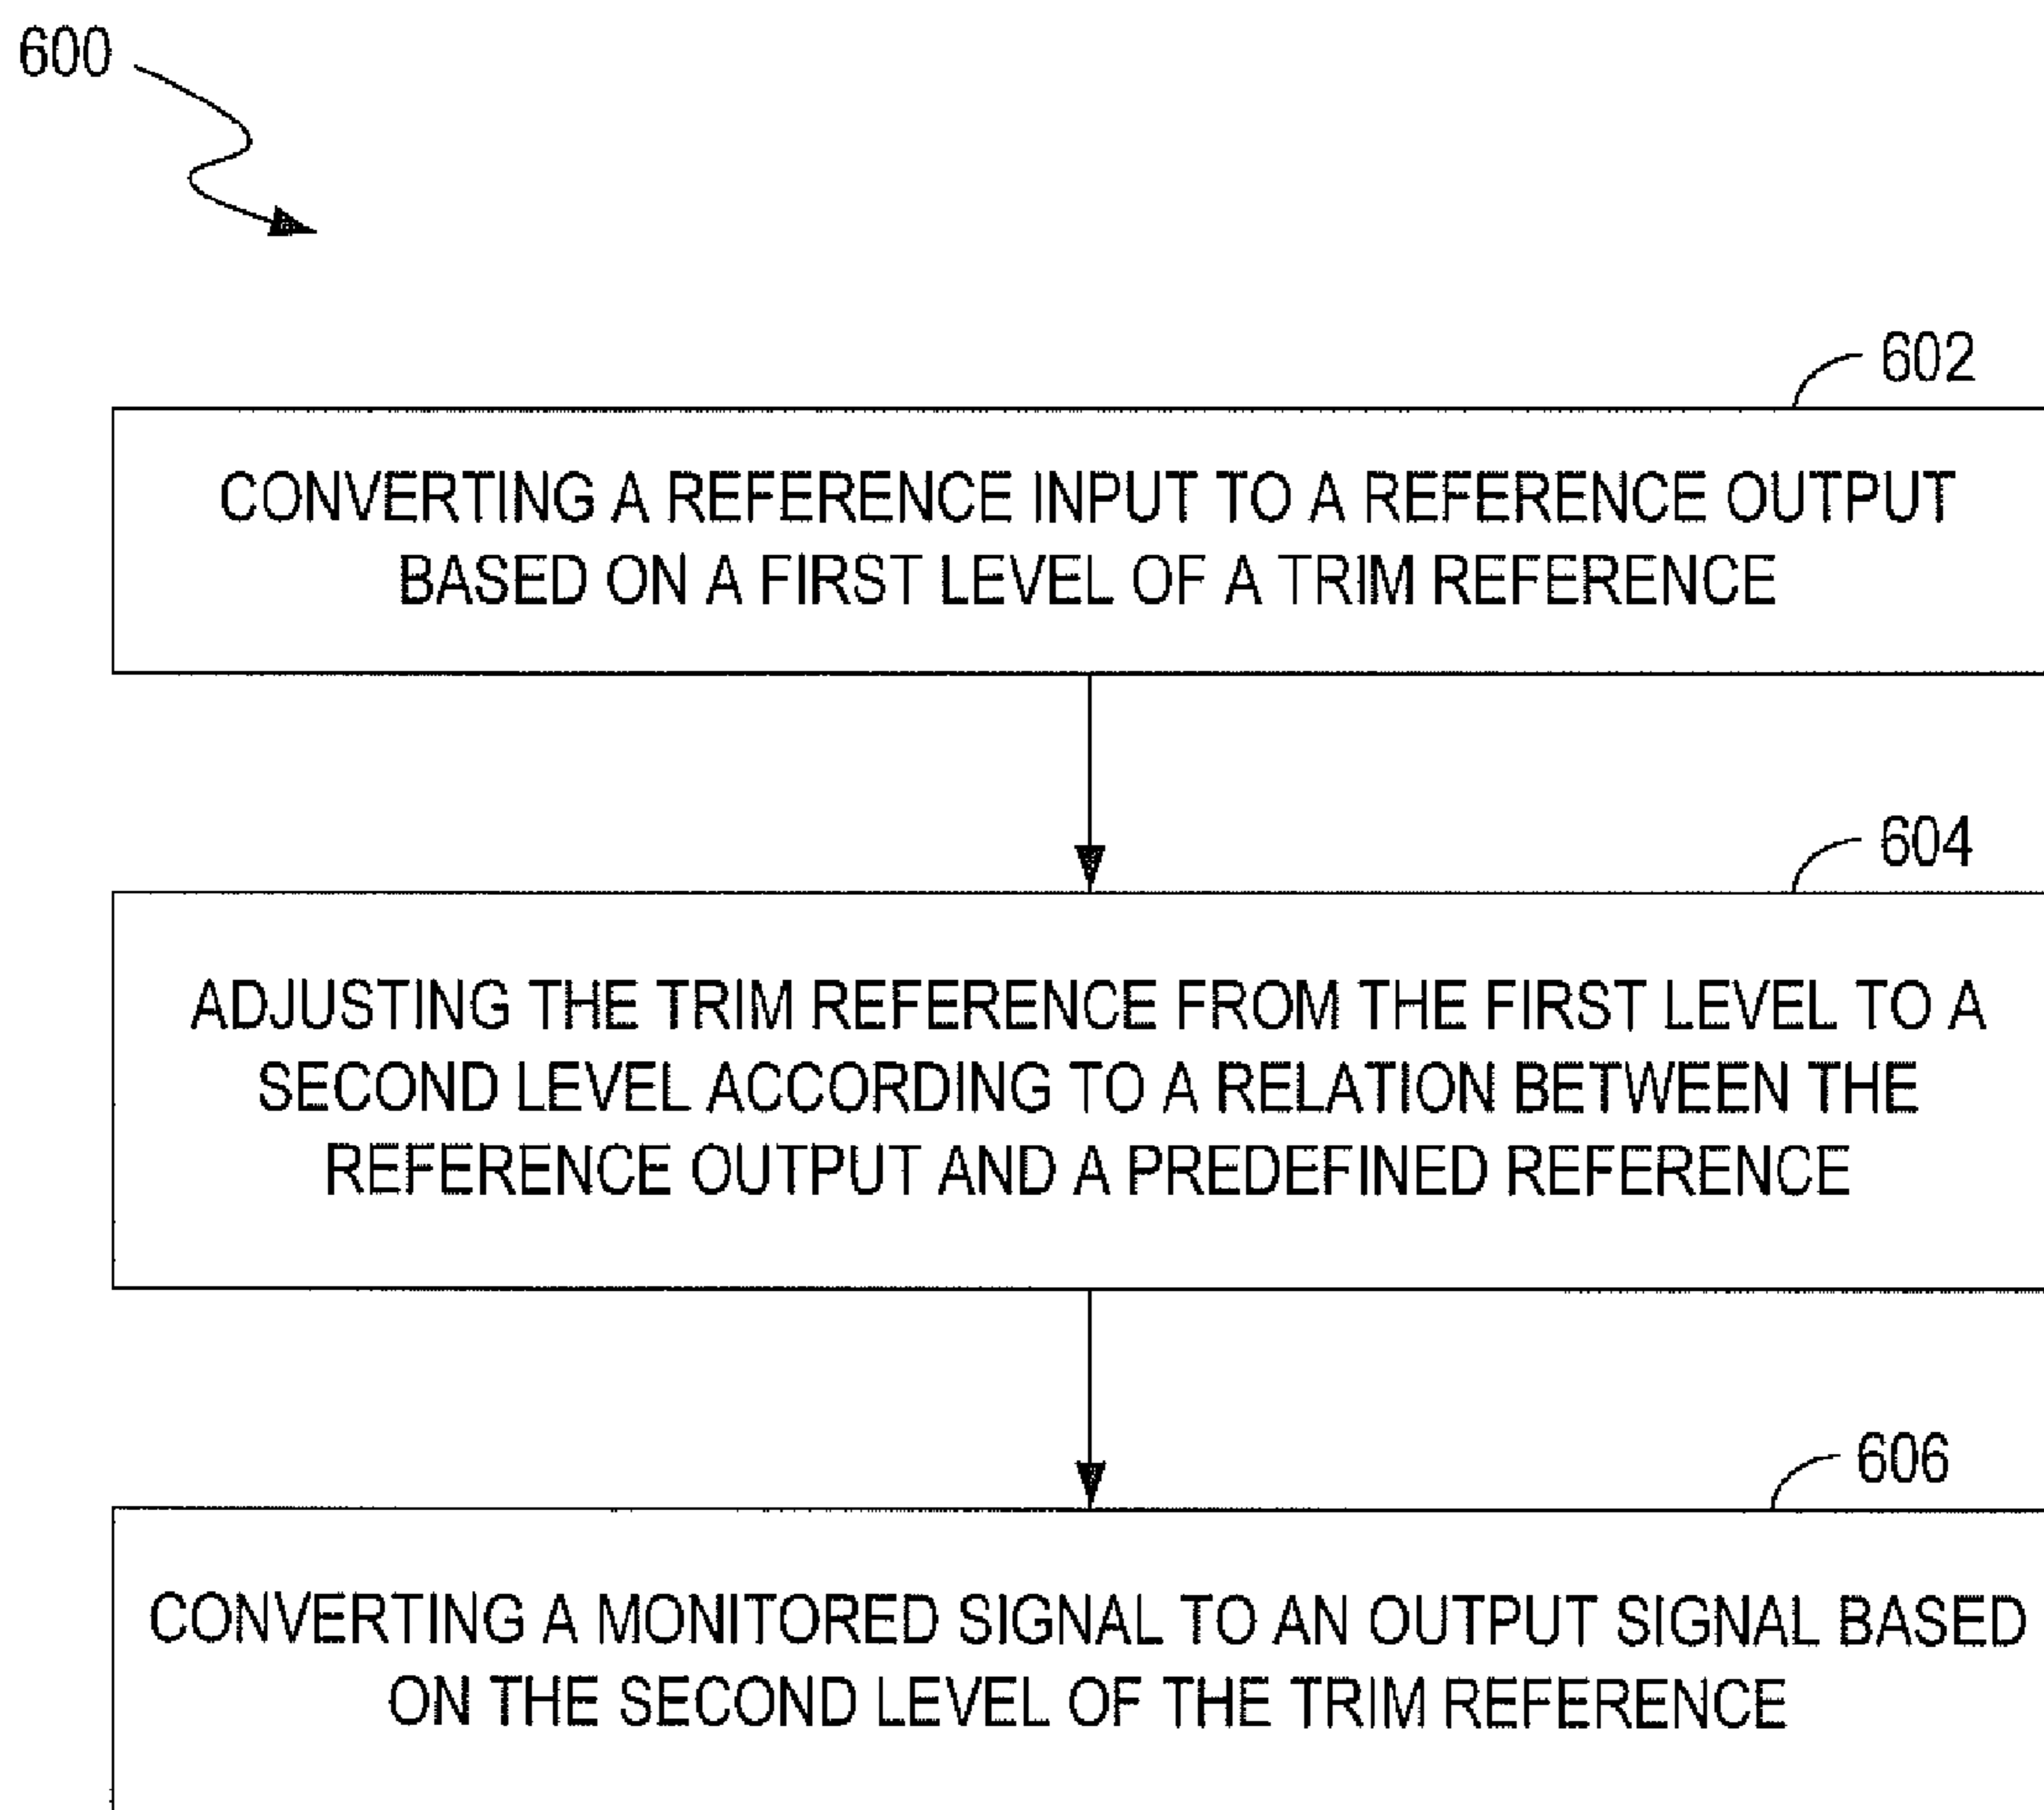 600
602
CONVERTING A REFERENCE INPUT TO A REFERENCE OUTPUT
BASED ON A FIRST LEVEL OF A TRIM REFERENCE
604
ADJUSTING THE TRIM REFERENCE FROM THE FIRST LEVEL TO A
SECOND LEVEL ACCORDING TO A RELATION BETWEEN THE
REFERENCE OUTPUT AND A PREDEFINED REFERENCE
606
CONVERTING A MONITORED SIGNAL TO AN OUTPUT SIGNAL BASED
ON THE SECOND LEVEL OF THE TRIM REFERENCE